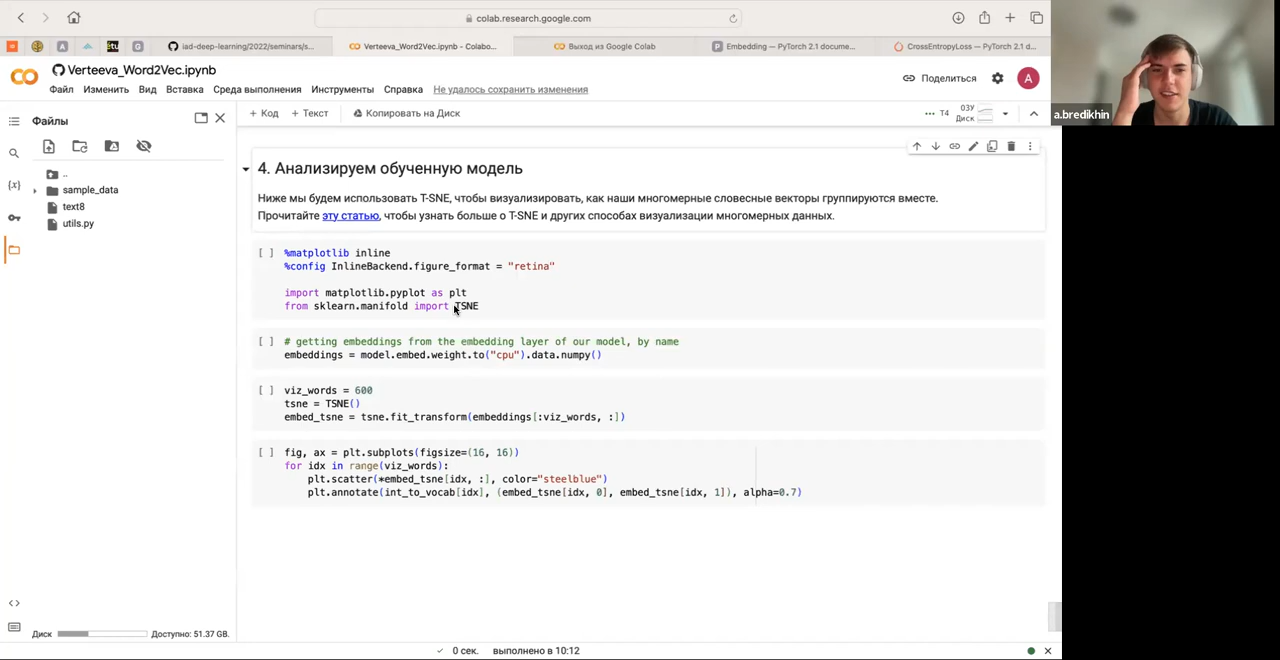 colab.research.google.com
iad-deep-learning/2022/seminars/s...
Verteeva_Word2Vec.ipynb - Colabo...
Выход из Google Colab
Embedding — PyTorch 2.1 docume...
CrossEntropyLoss — PyTorch 2.1 d...
Verteeva_Word2Vec.ipynb
Файл Изменить Вид Вставка Среда выполнения Инструменты Справка Не удалось сохранить изменения
Поделиться
A
a.bredikhin
Файлы
+ Код + Текст Копировать на Диск
T4 ОЗУ
Диск
..
sample_data
text8
utils.py
4. Анализируем обученную модель
Ниже мы будем использовать T-SNE, чтобы визуализировать, как наши многомерные словесные векторы группируются вместе.
Прочитайте эту статью, чтобы узнать больше о T-SNE и других способах визуализации многомерных данных.
[ ] %matplotlib inline
%config InlineBackend.figure_format = "retina"
import matplotlib.pyplot as plt
from sklearn.manifold import TSNE
[ ] # getting embeddings from the embedding layer of our model, by name
embeddings = model.embed.weight.to("cpu").data.numpy()
[ ] viz_words = 600
tsne = TSNE()
embed_tsne = tsne.fit_transform(embeddings[:viz_words, :])
[ ] fig, ax = plt.subplots(figsize=(16, 16))
for idx in range(viz_words):
plt.scatter(*embed_tsne[idx, :], color="steelblue")
plt.annotate(int_to_vocab[idx], (embed_tsne[idx, 0], embed_tsne[idx, 1]), alpha=0.7)
Диск Доступно: 51.37 GB.
0 сек. выполнено в 10:12